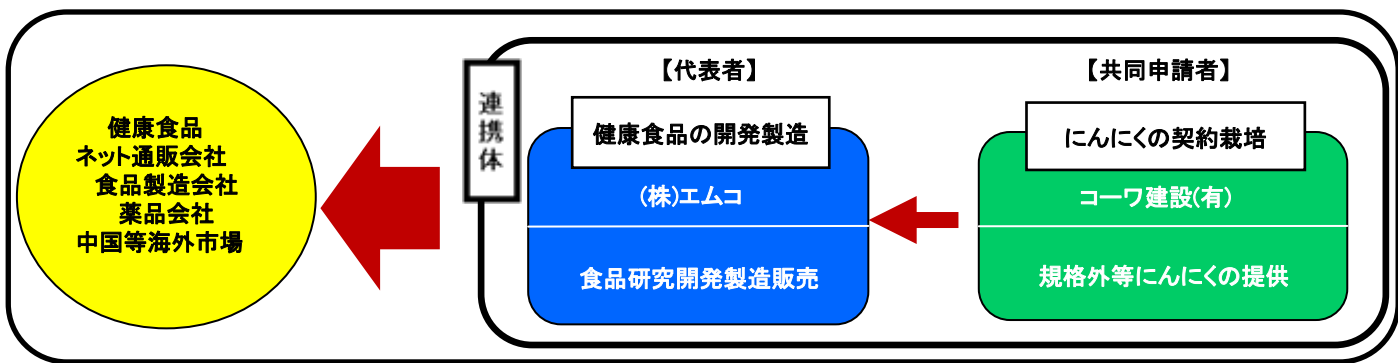 健康食品
ネット通販会社
食品製造会社
薬品会社
中国等海外市場
連携体
【代表者】
健康食品の開発製造
(株)エムコ
食品研究開発製造販売
【共同申請者】
にんにくの契約栽培
コーワ建設(有)
規格外等にんにくの提供